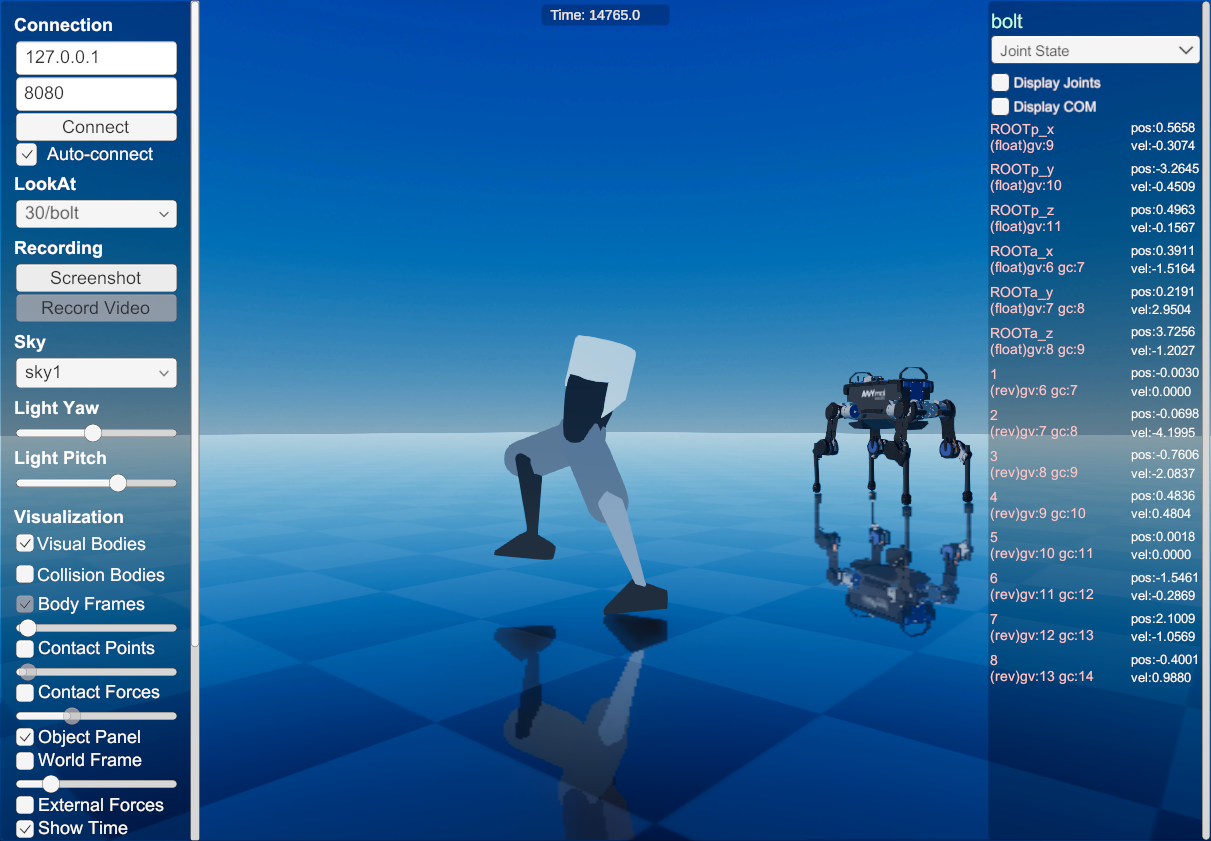 Connection
127.0.0.1
8080
Connect
Auto-connect
LookAt
30/bolt
Recording
Screenshot
Record Video
Sky
sky1
Light Yaw
Light Pitch
Visualization
Visual Bodies
Collision Bodies
Body Frames
Contact Points
Contact Forces
Object Panel
World Frame
External Forces
Show Time
Time: 14765.0
ANYmal
bolt
Joint State
Display Joints
Display COM
ROOTp_x pos:0.5658
(float)gv:9 vel:-0.3074
ROOTp_y pos:-3.2645
(float)gv:10 vel:-0.4509
ROOTp_z pos:0.4963
(float)gv:11 vel:-0.1567
ROOTa_x pos:0.3911
(float)gv:6 gc:7 vel:-1.5164
ROOTa_y pos:0.2191
(float)gv:7 gc:8 vel:2.9504
ROOTa_z pos:3.7256
(float)gv:8 gc:9 vel:-1.2027
1 pos:-0.0030
(rev)gv:6 gc:7 vel:0.0000
2 pos:-0.0698
(rev)gv:7 gc:8 vel:-4.1995
3 pos:-0.7606
(rev)gv:8 gc:9 vel:-2.0837
4 pos:0.4836
(rev)gv:9 gc:10 vel:0.4804
5 pos:0.0018
(rev)gv:10 gc:11 vel:0.0000
6 pos:-1.5461
(rev)gv:11 gc:12 vel:-0.2869
7 pos:2.1009
(rev)gv:12 gc:13 vel:-1.0569
8 pos:-0.4001
(rev)gv:13 gc:14 vel:0.9880